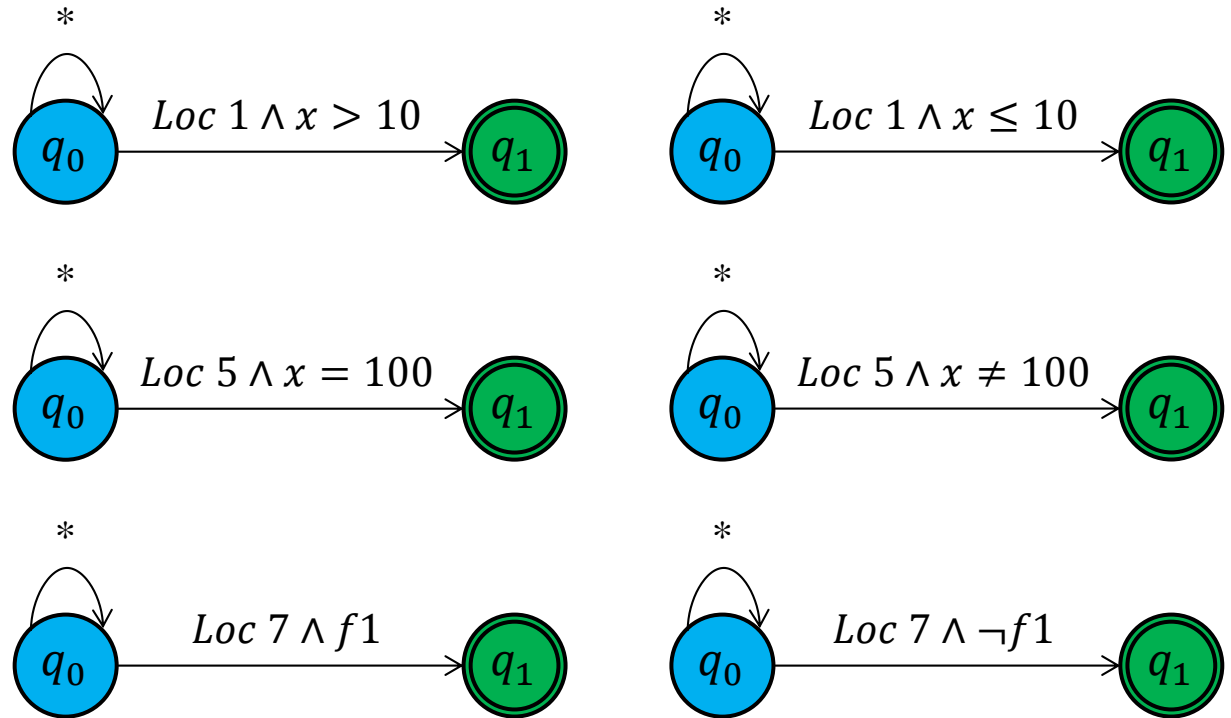 * *
q₀ Loc 1 ∧ x > 10 q₁ q₀ Loc 1 ∧ x ≤ 10 q₁
* *
q₀ Loc 5 ∧ x = 100 q₁ q₀ Loc 5 ∧ x ≠ 100 q₁
* *
q₀ Loc 7 ∧ f1 q₁ q₀ Loc 7 ∧ ¬f1 q₁